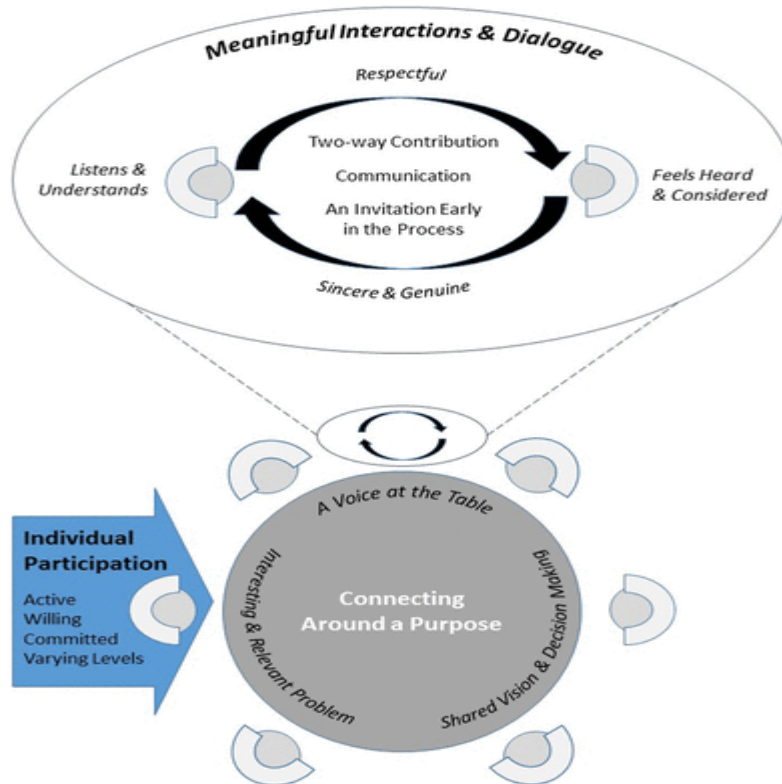 Meaningful Interactions & Dialogue
Respectful
Two-way Contribution
Listens &
Understands
Communication
Feels Heard
& Considered
An Invitation Early
in the Process
Sincere & Genuine
A Voice at the Table
Individual
Participation
Active
Willing
Committed
Varying Levels
Interesting & Relevant Problem
Connecting
Around a Purpose
Shared Vision & Decision Making